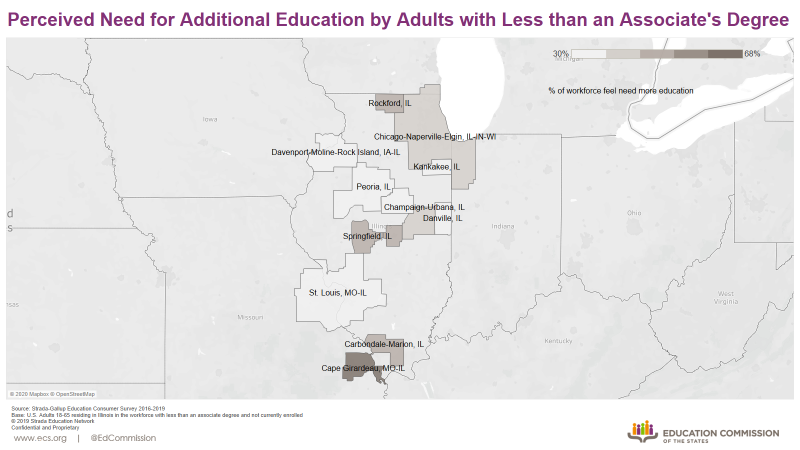 Perceived Need for Additional Education by Adults with Less than an Associate's Degree
30%
68%
Michigan
% of workforce feel need more education
Rockford, IL
Iowa
Chicago-Naperville-Elgin, IL-IN-WI
Davenport-Moline-Rock Island, IA-IL
Kankakee, IL
Peoria, IL
Champaign-Urbana, IL
d
s
Danville, IL
Ohio
Indiana
Springfield, IL
St. Louis, MO-IL
West
Virginia
Missouri
Carbondale-Marion, IL
Kentucky
Cape Girardeau, MO-IL
© 2020 Mapbox © OpenStreetMap
Source: Strada-Gallup Education Consumer Survey 2016-2019
Base: U.S. Adults 18-65 residing in Illinois in the workforce with less than an associate degree and not currently enrolled
© 2019 Strada Education Network
Confidential and Proprietary
www.ecs.org | @EdCommission
EDUCATION COMMISSION
OF THE STATES